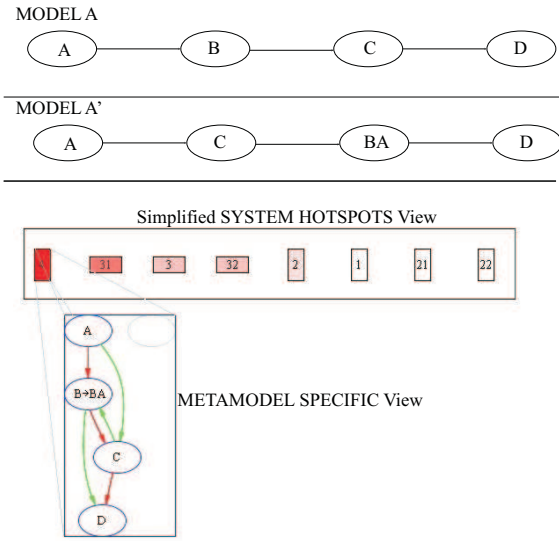 MODEL A
A B C D
MODEL A'
A C BA D
Simplified SYSTEM HOTSPOTS View
31 3 32 2 1 21 22
A
B→BA
METAMODEL SPECIFIC View
C
D